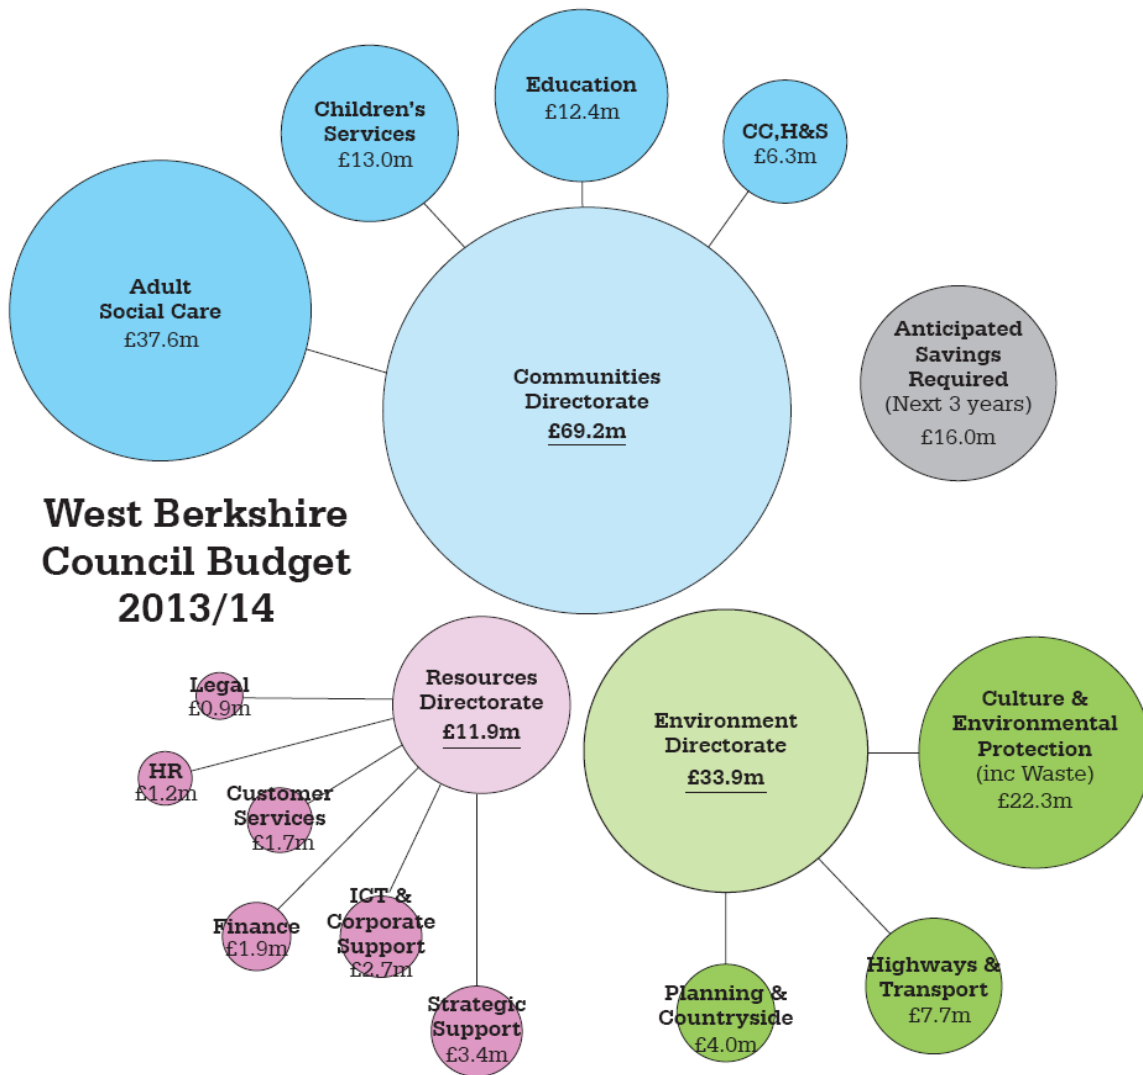 Education
£12.4m
Children's
Services
£13.0m
CC,H&S
£6.3m
Adult
Social Care
£37.6m
Communities
Directorate
£69.2m
Anticipated
Savings
Required
(Next 3 years)
£16.0m
West Berkshire
Council Budget
2013/14
Resources
Directorate
£11.9m
Legal
£0.9m
HR
£1.2m
Customer
Services
£1.7m
Finance
£1.9m
ICT &
Corporate
Support
£2.7m
Strategic
Support
£3.4m
Environment
Directorate
£33.9m
Culture &
Environmental
Protection
(inc Waste)
£22.3m
Highways &
Transport
£7.7m
Planning &
Countryside
£4.0m